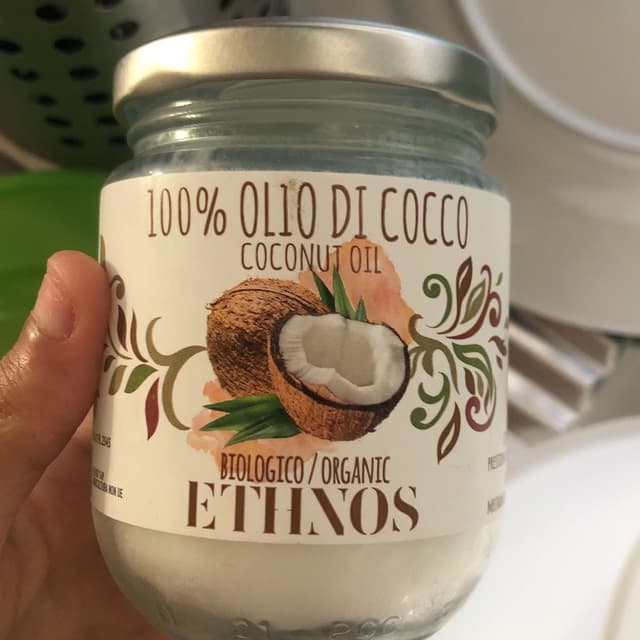 100% OLIO DI COCCO
COCONUT OIL
BIOLOGICO / ORGANIC
ETHNOS